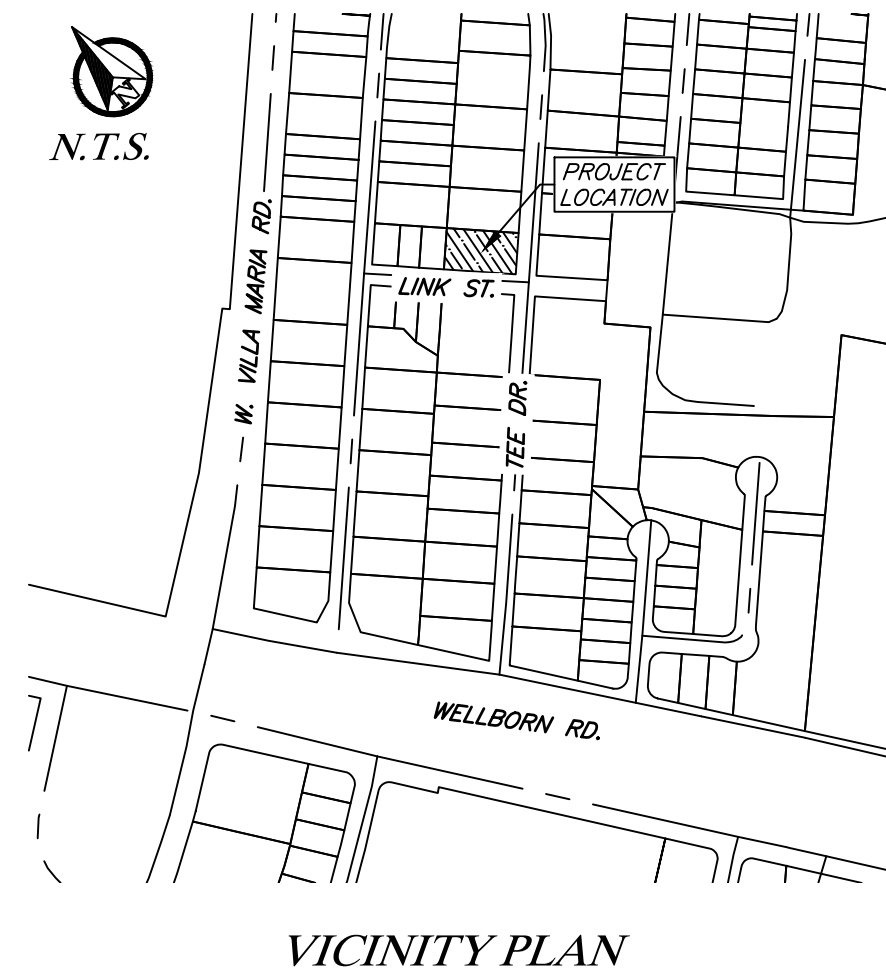 N
N.T.S.
PROJECT
LOCATION
W. VILLA MARIA RD.
LINK ST.
TEE DR.
WELLBORN RD.
VICINITY PLAN